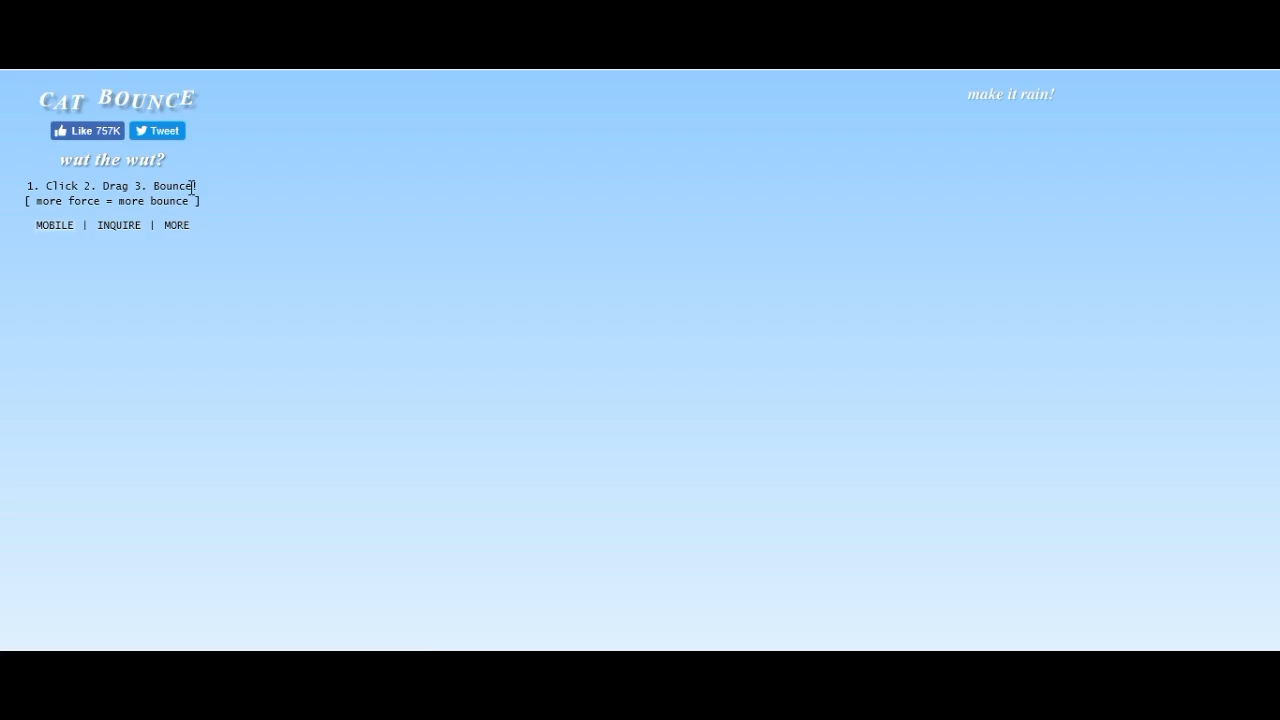 CAT BOUNCE
Like 757K Tweet
wut the wut?
1. Click 2. Drag 3. Bounce!
[ more force = more bounce ]
MOBILE | INQUIRE | MORE
make it rain!